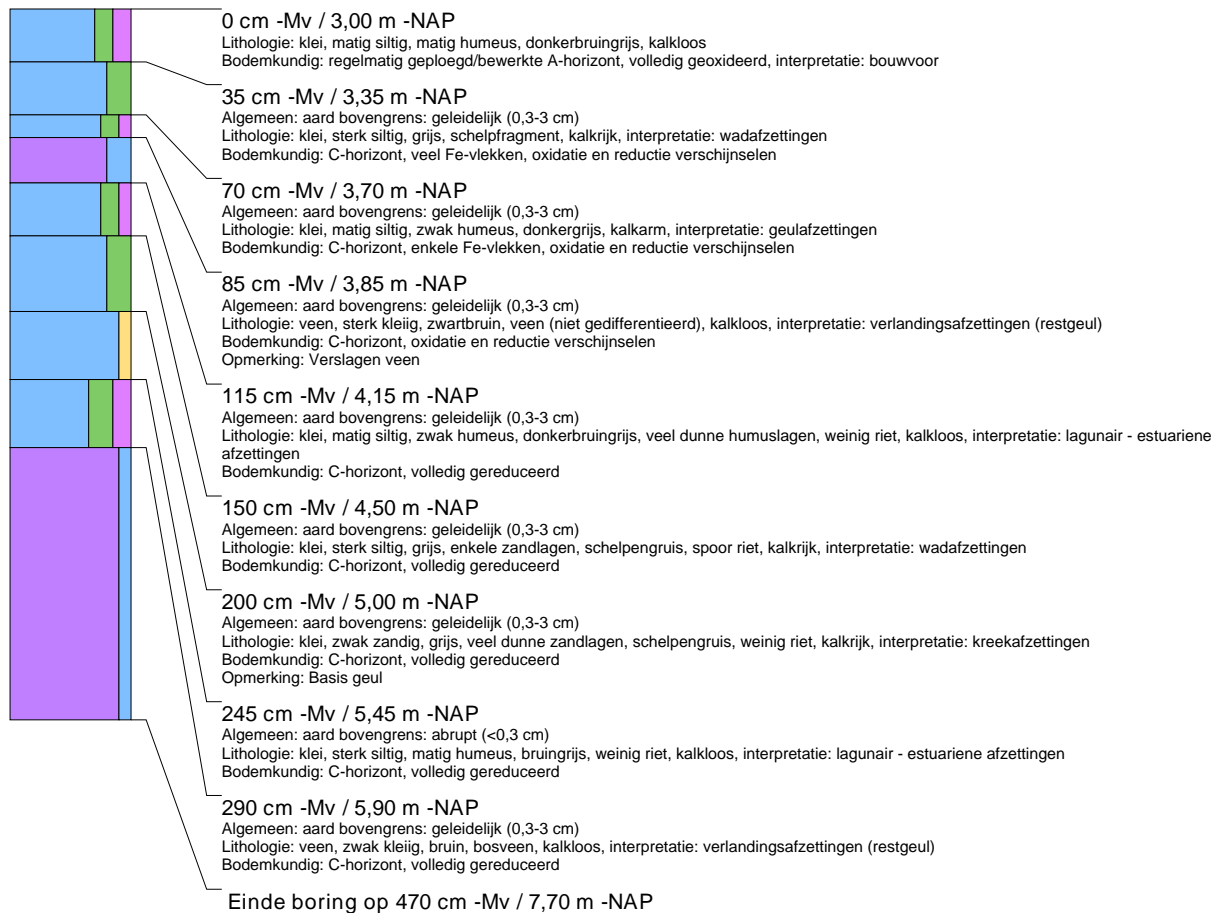 0 cm -Mv / 3,00 m -NAP
Lithologie: klei, matig siltig, matig humeus, donkerbruingrijs, kalkloos
Bodemkundig: regelmatig geploegd/bewerkte A-horizont, volledig geoxideerd, interpretatie: bouwvoor
35 cm -Mv / 3,35 m -NAP
Algemeen: aard bovengrens: geleidelijk (0,3-3 cm)
Lithologie: klei, sterk siltig, grijs, schelpfragment, kalkrijk, interpretatie: wadafzettingen
Bodemkundig: C-horizont, veel Fe-vlekken, oxidatie en reductie verschijnselen
70 cm -Mv / 3,70 m -NAP
Algemeen: aard bovengrens: geleidelijk (0,3-3 cm)
Lithologie: klei, matig siltig, zwak humeus, donkergrijs, kalkarm, interpretatie: geulafzettingen
Bodemkundig: C-horizont, enkele Fe-vlekken, oxidatie en reductie verschijnselen
85 cm -Mv / 3,85 m -NAP
Algemeen: aard bovengrens: geleidelijk (0,3-3 cm)
Lithologie: veen, sterk kleiig, zwartbruin, veen (niet gedifferentieerd), kalkloos, interpretatie: verlandingsafzettingen (restgeul)
Bodemkundig: C-horizont, oxidatie en reductie verschijnselen
Opmerking: Verslagen veen
115 cm -Mv / 4,15 m -NAP
Algemeen: aard bovengrens: geleidelijk (0,3-3 cm)
Lithologie: klei, matig siltig, zwak humeus, donkerbruingrijs, veel dunne humuslagen, weinig riet, kalkloos, interpretatie: lagunair - estuariene
afzettingen
Bodemkundig: C-horizont, volledig gereduceerd
150 cm -Mv / 4,50 m -NAP
Algemeen: aard bovengrens: geleidelijk (0,3-3 cm)
Lithologie: klei, sterk siltig, grijs, enkele zandlagen, schelpengruis, spoor riet, kalkrijk, interpretatie: wadafzettingen
Bodemkundig: C-horizont, volledig gereduceerd
200 cm -Mv / 5,00 m -NAP
Algemeen: aard bovengrens: geleidelijk (0,3-3 cm)
Lithologie: klei, zwak zandig, grijs, veel dunne zandlagen, schelpengruis, weinig riet, kalkrijk, interpretatie: kreekafzettingen
Bodemkundig: C-horizont, volledig gereduceerd
Opmerking: Basis geul
245 cm -Mv / 5,45 m -NAP
Algemeen: aard bovengrens: abrupt (<0,3 cm)
Lithologie: klei, sterk siltig, matig humeus, bruingrijs, weinig riet, kalkloos, interpretatie: lagunair - estuariene afzettingen
Bodemkundig: C-horizont, volledig gereduceerd
290 cm -Mv / 5,90 m -NAP
Algemeen: aard bovengrens: geleidelijk (0,3-3 cm)
Lithologie: veen, zwak kleiig, bruin, bosveen, kalkloos, interpretatie: verlandingsafzettingen (restgeul)
Bodemkundig: C-horizont, volledig gereduceerd
Einde boring op 470 cm -Mv / 7,70 m -NAP